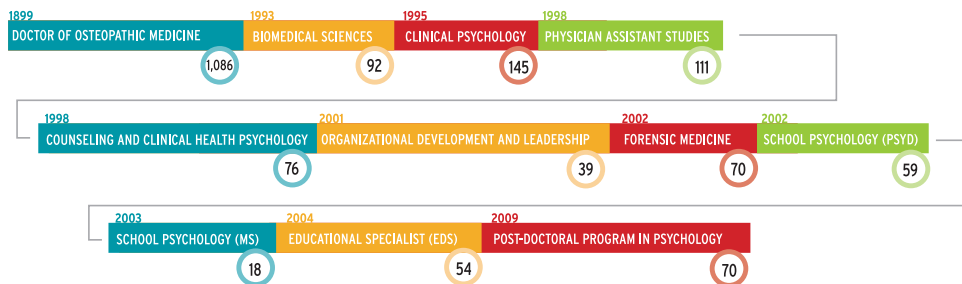 1899 1993 1995 1998
DOCTOR OF OSTEOPATHIC MEDICINE BIOMEDICAL SCIENCES CLINICAL PSYCHOLOGY PHYSICIAN ASSISTANT STUDIES
1,086 92 145 111
1998 2001 2002 2002
COUNSELING AND CLINICAL HEALTH PSYCHOLOGY ORGANIZATIONAL DEVELOPMENT AND LEADERSHIP FORENSIC MEDICINE SCHOOL PSYCHOLOGY (PSYD)
76 39 70 59
2003 2004 2009
SCHOOL PSYCHOLOGY (MS) EDUCATIONAL SPECIALIST (EDS) POST-DOCTORAL PROGRAM IN PSYCHOLOGY
18 54 70